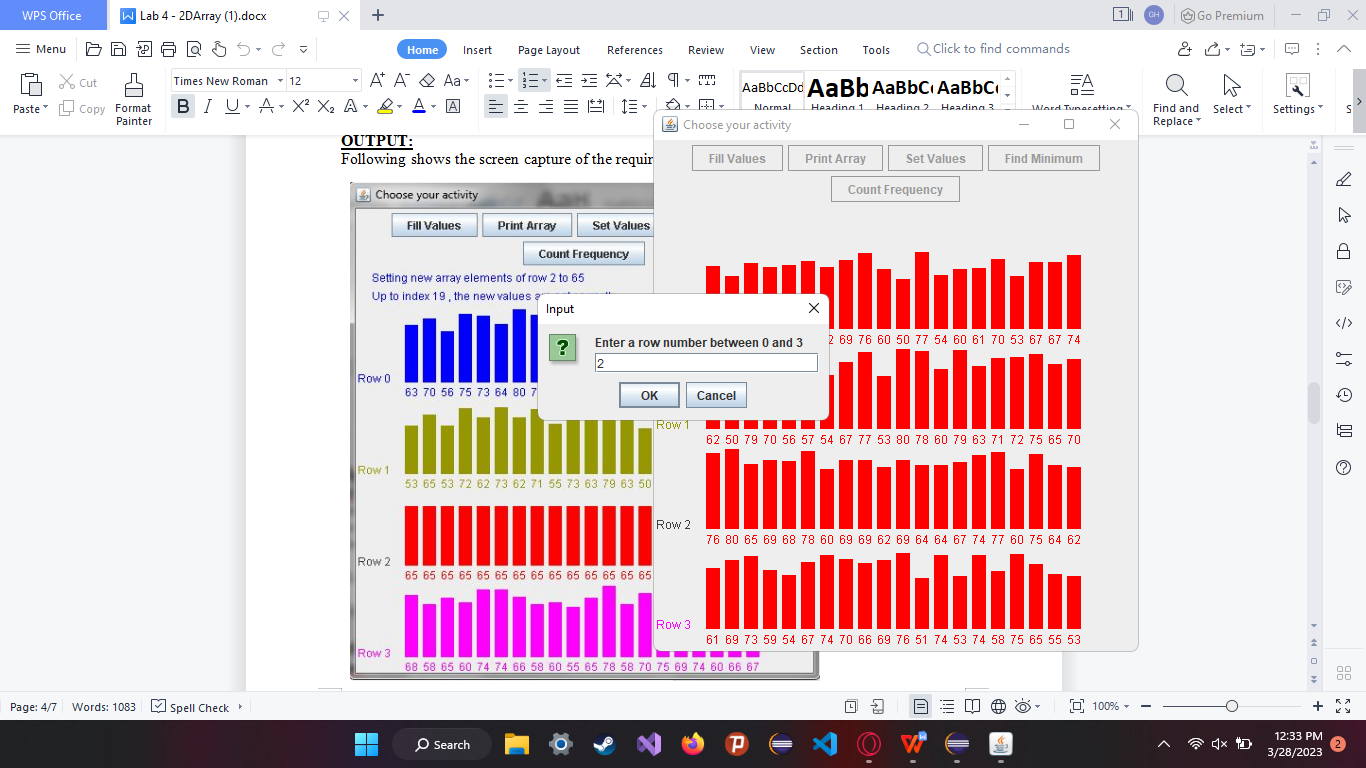 WPS Office
Lab 4 - 2DArray (1).docx
1
GH
Go Premium
Menu
Home
Insert
Page Layout
References
Review
View
Section
Tools
Click to find commands
Paste
Cut
Copy
Format
Painter
Times New Roman
12
AaBbCcDd
Normal
AaBb
Heading 1
AaBbC
Heading 2
AaBbC
Heading 3
Word Typesetting
Find and
Replace
Select
Settings
S
OUTPUT:
Following shows the screen capture of the requir
Choose your activity
Fill Values
Print Array
Set Values
Count Frequency
Setting new array elements of row 2 to 65
Up to index 19 , the new values are set correctly
Row 0
63 70 56 75 73 64 80 7
Row 1
53 65 53 72 62 73 62 71 55 73 63 79 63 50
Row 2
65 65 65 65 65 65 65 65 65 65 65 65 65 65
Row 3
68 58 65 60 74 74 66 58 60 55 65 78 58 70 75 69 74 60 66 67
Choose your activity
Fill Values
Print Array
Set Values
Find Minimum
Count Frequency
2 69 76 60 50 77 54 60 61 70 53 67 67 74
Row 1
62 50 79 70 56 57 54 67 77 53 80 78 60 79 63 71 72 75 65 70
Row 2
76 80 65 69 68 78 60 69 69 62 69 64 64 67 74 77 60 75 64 62
Row 3
61 69 73 59 54 67 74 70 66 69 76 51 74 53 74 58 75 65 55 53
Input
Enter a row number between 0 and 3
2
OK
Cancel
Page: 4/7
Words: 1083
Spell Check
100%
Search
12:33 PM
3/28/2023
2